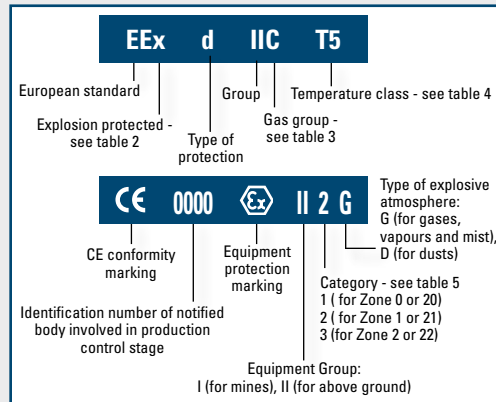 EEx d IIC T5
European standard
Explosion protected -
see table 2
Type of
protection
Group
Gas group -
see table 3
Temperature class - see table 4
CE 0000 Ex II 2 G
CE conformity
marking
Identification number of notified
body involved in production
control stage
Equipment
protection
marking
Equipment Group:
I (for mines), II (for above ground)
Category - see table 5
1 ( for Zone 0 or 20)
2 ( for Zone 1 or 21)
3 (for Zone 2 or 22)
Type of explosive
atmosphere:
G (for gases,
vapours and mist),
D (for dusts)